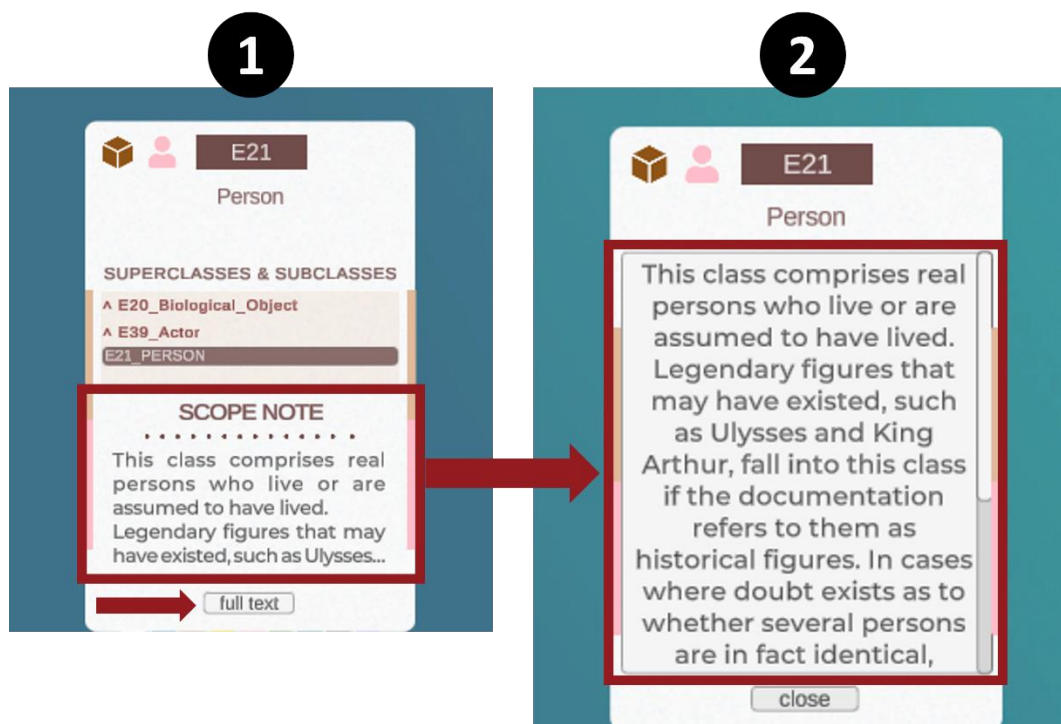 1
E21
Person
SUPERCLASSES & SUBCLASSES
^ E20_Biological_Object
^ E39_Actor
E21_PERSON
SCOPE NOTE
This class comprises real
persons who live or are
assumed to have lived.
Legendary figures that may
have existed, such as Ulysses...
full text
2
E21
Person
This class comprises real
persons who live or are
assumed to have lived.
Legendary figures that
may have existed, such
as Ulysses and King
Arthur, fall into this class
if the documentation
refers to them as
historical figures. In cases
where doubt exists as to
whether several persons
are in fact identical,
close